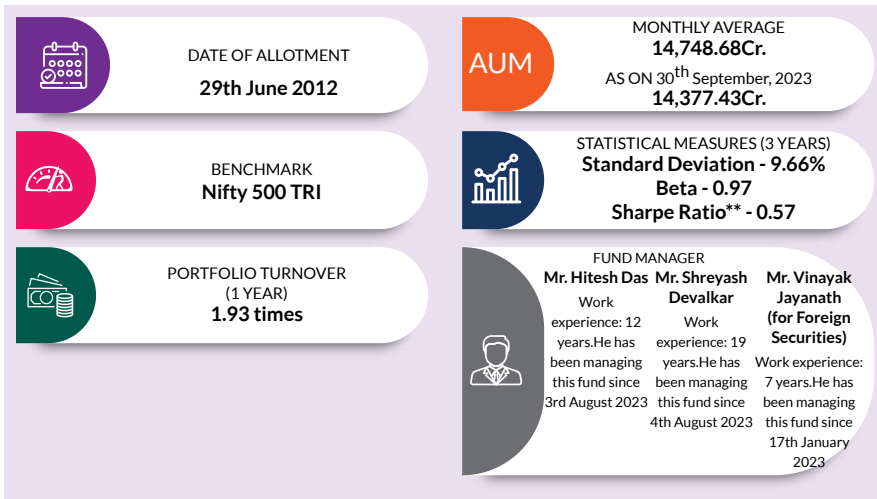 DATE OF ALLOTMENT
29th June 2012
BENCHMARK
Nifty 500 TRI
PORTFOLIO TURNOVER
(1 YEAR)
1.93 times
AUM
MONTHLY AVERAGE
14,748.68Cr.
AS ON 30th September, 2023
14,377.43Cr.
STATISTICAL MEASURES (3 YEARS)
Standard Deviation - 9.66%
Beta - 0.97
Sharpe Ratio** - 0.57
FUND MANAGER
Mr. Hitesh Das
Work
experience: 12
years.He has
been managing
this fund since
3rd August 2023
Mr. Shreyash
Devalkar
Work
experience: 19
years.He has
been managing
this fund since
4th August 2023
Mr. Vinayak
Jayanath
(for Foreign
Securities)
Work experience:
7 years.He has
been managing
this fund since
17th January
2023